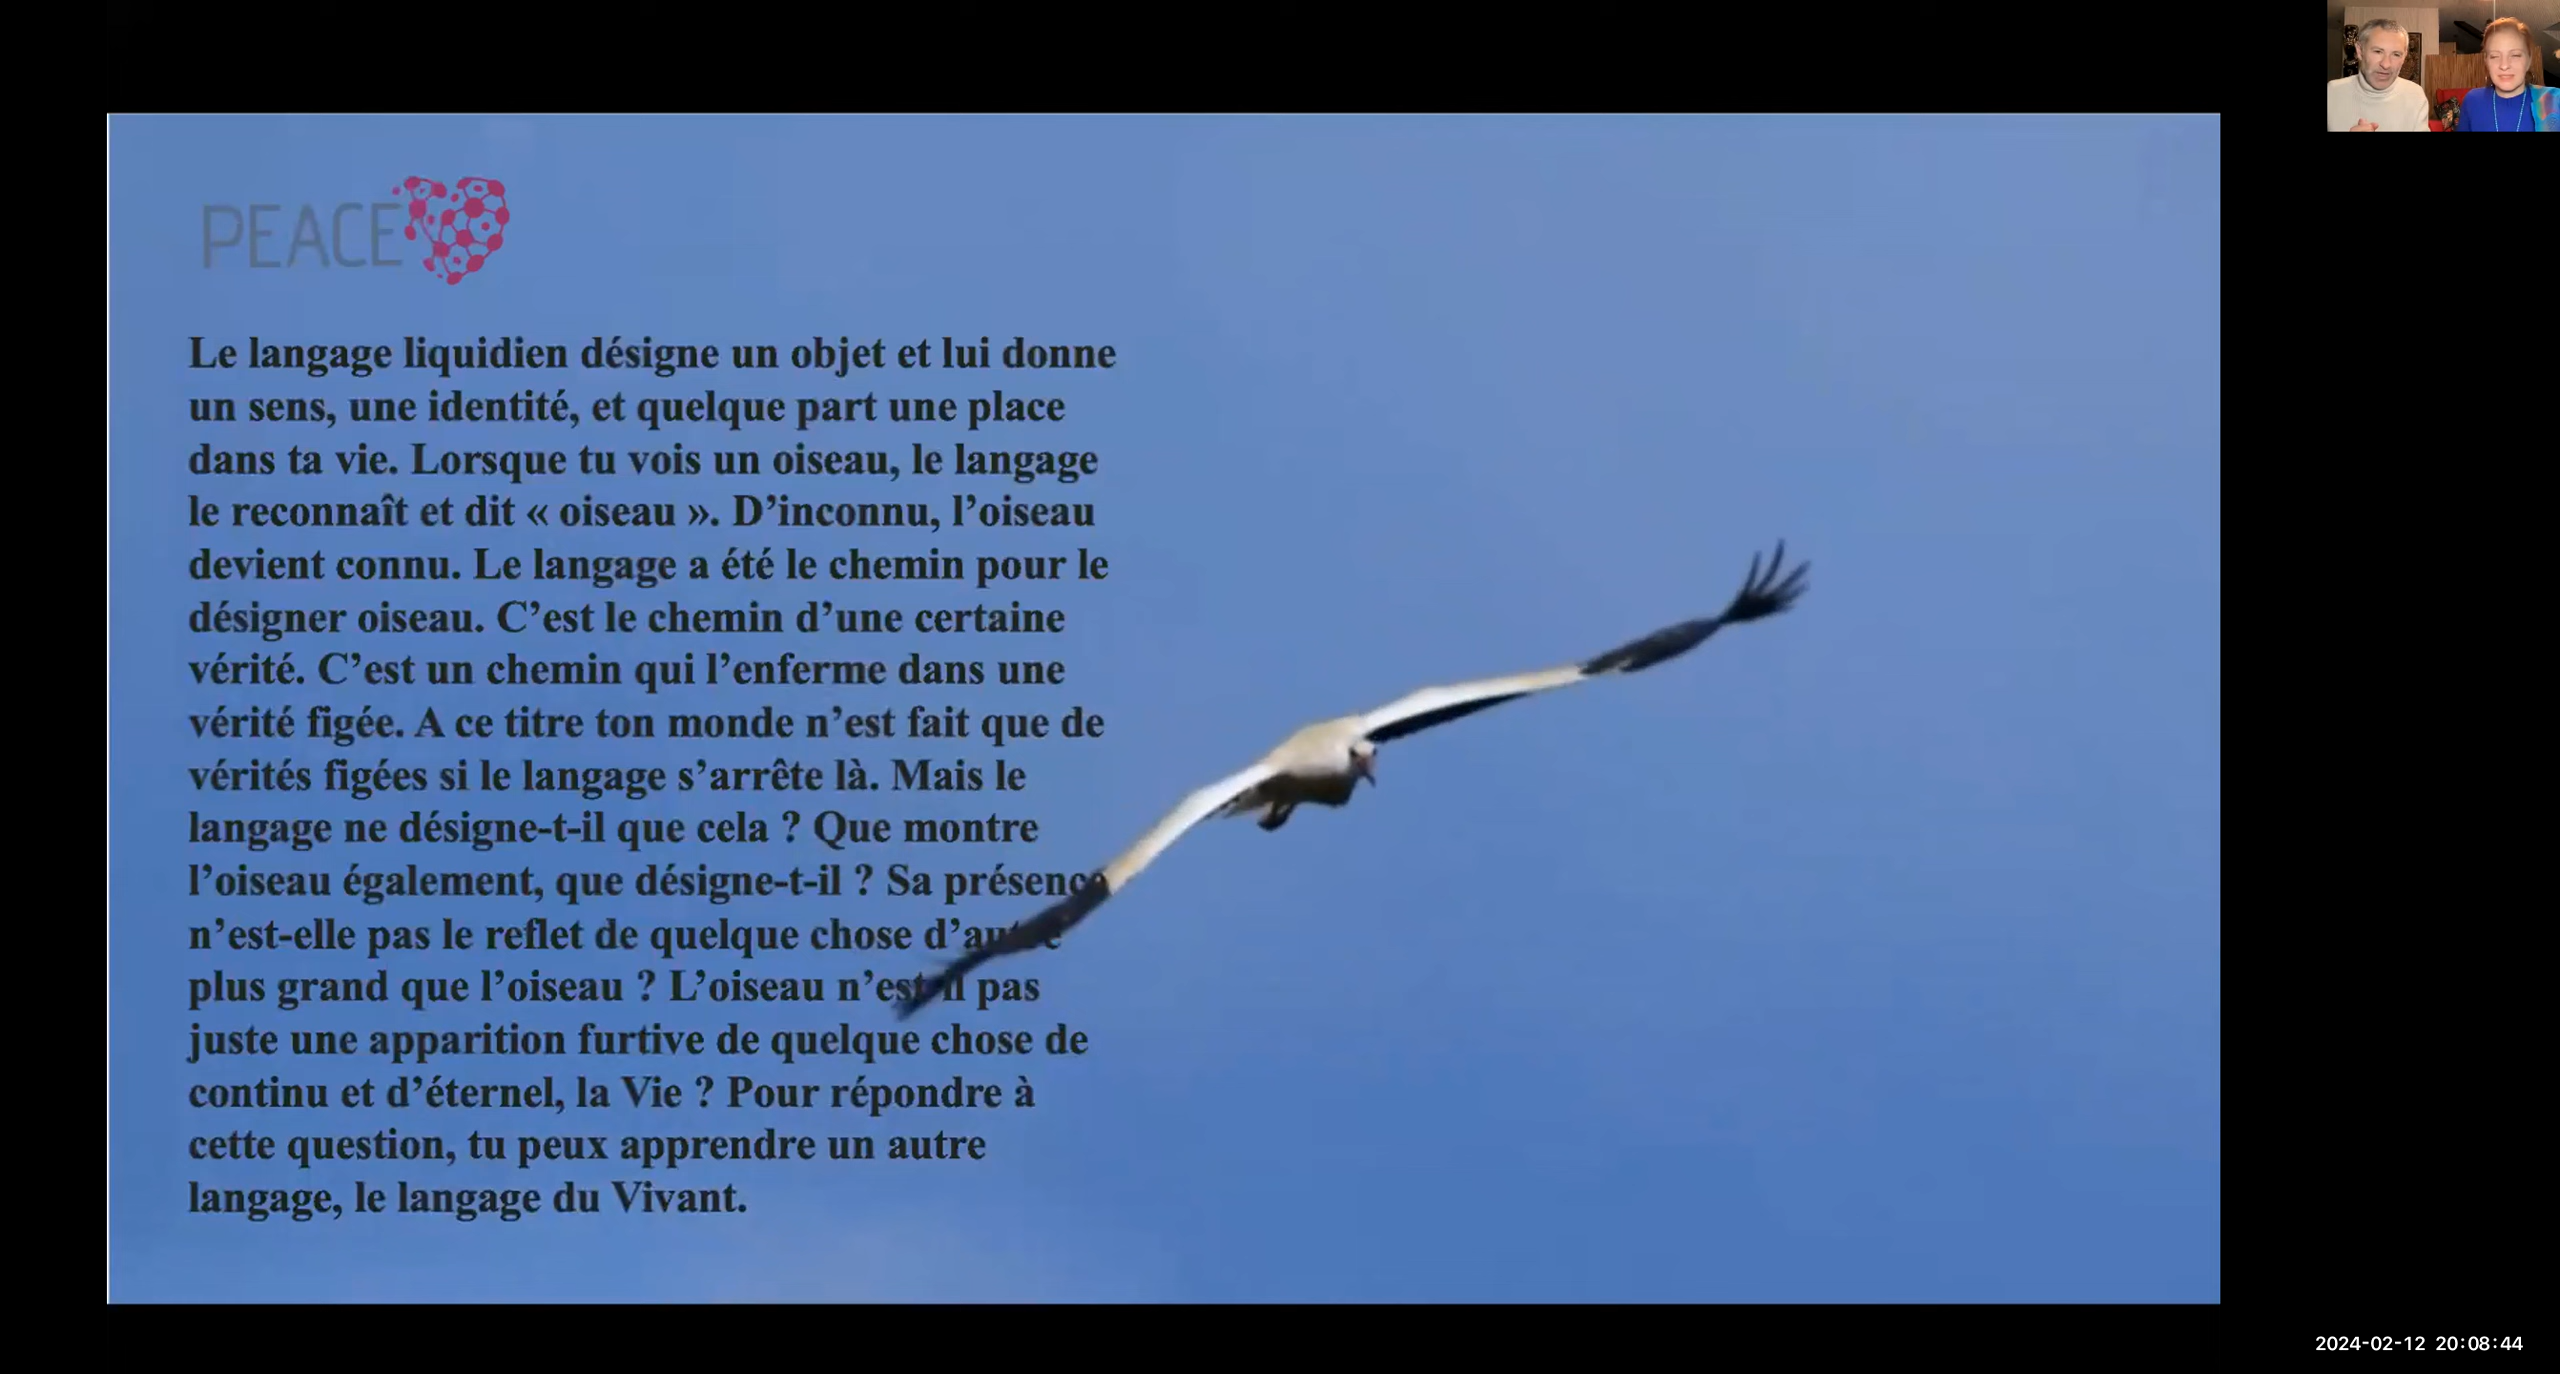 PEACE
Le langage liquidien désigne un objet et lui donne
un sens, une identité, et quelque part une place
dans ta vie. Lorsque tu vois un oiseau, le langage
le reconnaît et dit « oiseau ». D’inconnu, l’oiseau
devient connu. Le langage a été le chemin pour le
désigner oiseau. C’est le chemin d’une certaine
vérité. C’est un chemin qui l’enferme dans une
vérité figée. A ce titre ton monde n’est fait que de
vérités figées si le langage s’arrête là. Mais le
langage ne désigne-t-il que cela ? Que montre
l’oiseau également, que désigne-t-il ? Sa présence
n’est-elle pas le reflet de quelque chose d’autre
plus grand que l’oiseau ? L’oiseau n’est il pas
juste une apparition furtive de quelque chose de
continu et d’éternel, la Vie ? Pour répondre à
cette question, tu peux apprendre un autre
langage, le langage du Vivant.
2024-02-12 20:08:44